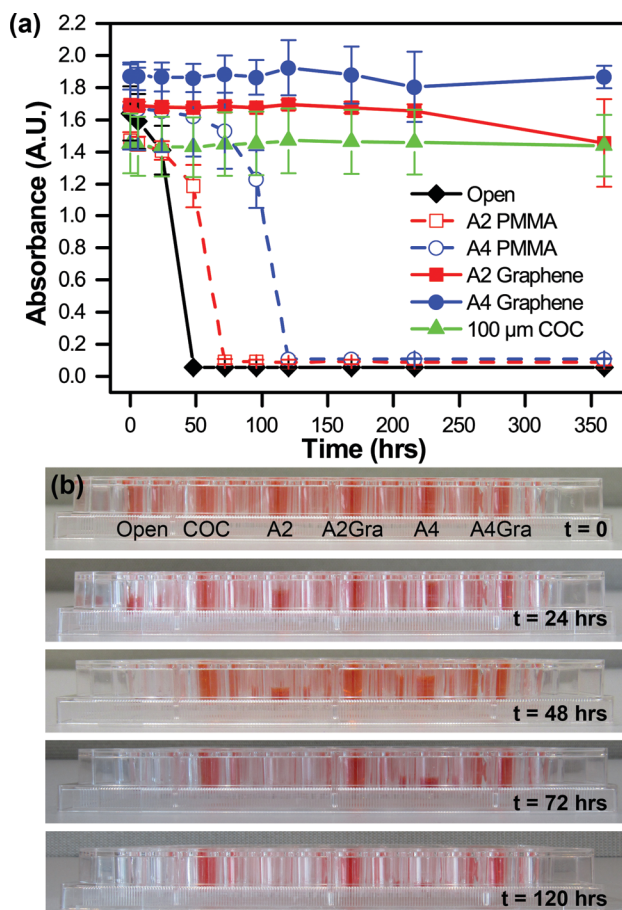 (a)
2.2
2.0
1.8
1.6
1.4
1.2
1.0
0.8
0.6
0.4
0.2
0.0
Absorbance (A.U.)
Open
A2 PMMA
A4 PMMA
A2 Graphene
A4 Graphene
100 µm COC
0 50 100 150 200 250 300 350
Time (hrs)
(b)
Open COC A2 A2Gra A4 A4Gra t = 0
t = 24 hrs
t = 48 hrs
t = 72 hrs
t = 120 hrs